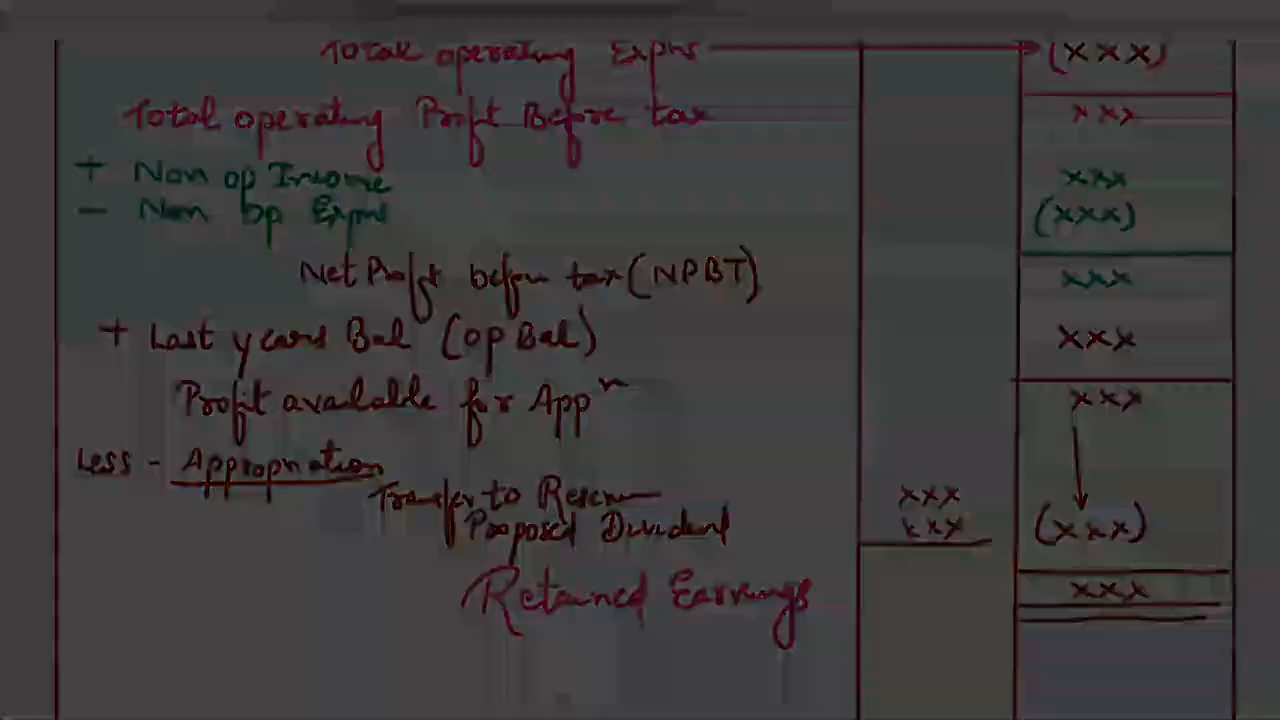 Total operating Expns (xxx)
Total operating Profit Before tax xxx
+ Non op Income xxx
- Non op Expns (xxx)
Net Profit before tax (NPBT) xxx
+ Last years Bal (op Bal) xxx
Profit available for Appⁿ xxx
Less - Appropriation
Transfer to Reserve xxx
Proposed Dividend xxx (xxx)
Retained Earnings xxx